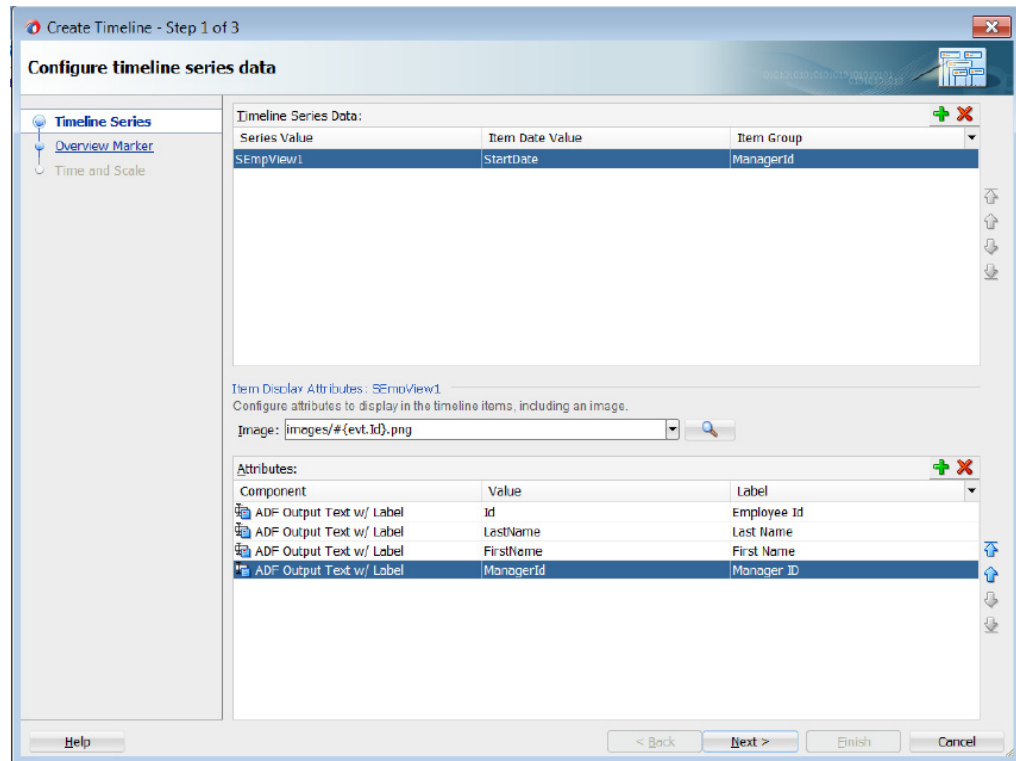 Create Timeline - Step 1 of 3
Configure timeline series data
Timeline Series
Overview Marker
Time and Scale
Timeline Series Data:
Series Value Item Date Value Item Group
SEmpView1 StartDate ManagerId
Item Display Attributes: SEmpView1
Configure attributes to display in the timeline items, including an image.
Image: images/#{evt.Id}.png
Attributes:
Component Value Label
ADF Output Text w/ Label Id Employee Id
ADF Output Text w/ Label LastName Last Name
ADF Output Text w/ Label FirstName First Name
ADF Output Text w/ Label ManagerId Manager ID
Help < Back Next > Finish Cancel